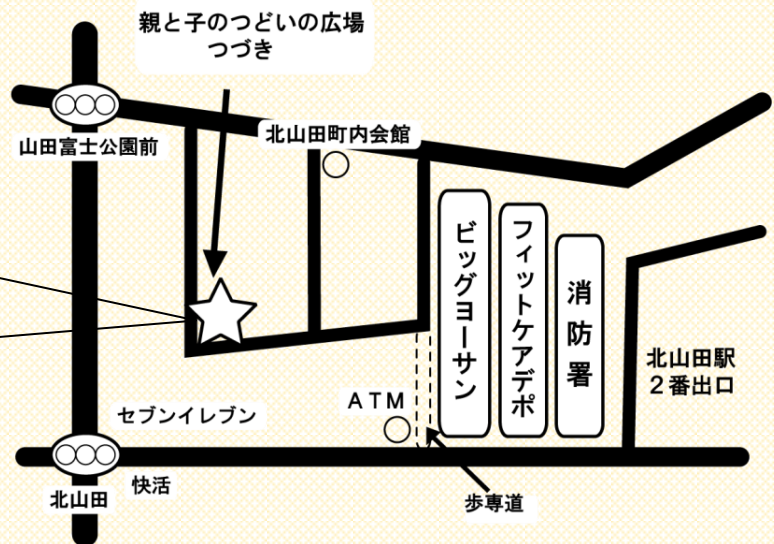 親と子のつどいの広場
つづき
北山田町内会館
山田富士公園前
ビッグヨーサン
フィットケアデポ
消防署
北山田駅
２番出口
ATM
セブンイレブン
快活
北山田
歩専道